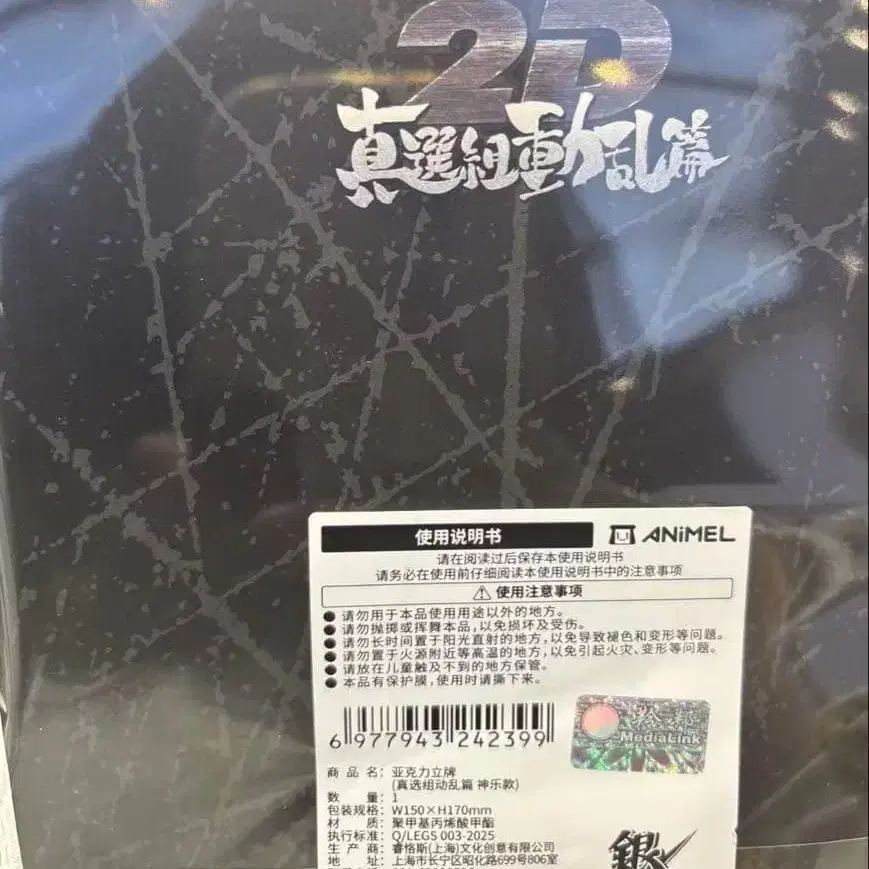 2D
真選組動乱篇
使用说明书
ANiMEL
请在阅读过后保存本使用说明书
请务必在使用前仔细阅读本使用说明书中的注意事项
⚠ 使用注意事项
● 请勿用于本品使用用途以外的地方。
● 请勿抛掷或挥舞本品，以免损坏及受伤。
● 请勿长时间置于阳光直射的地方，以免导致褪色和变形等问题。
● 请勿置于火源附近等高温的地方，以免引起火灾、变形等问题。
● 请放在儿童触及不到的地方保管。
● 本品有保护膜，使用时请撕下来。
6 977943 242399
MediaLink
商品名：亚克力立牌
(真选组动乱篇 神乐款)
数量：1
包装规格：W150×H170mm
材质：聚甲基丙烯酸甲酯
执行标准：Q/LEGS 003-2025
生产商：睿恪斯(上海)文化创意有限公司
地址：上海市长宁区昭化路699号806室
銀